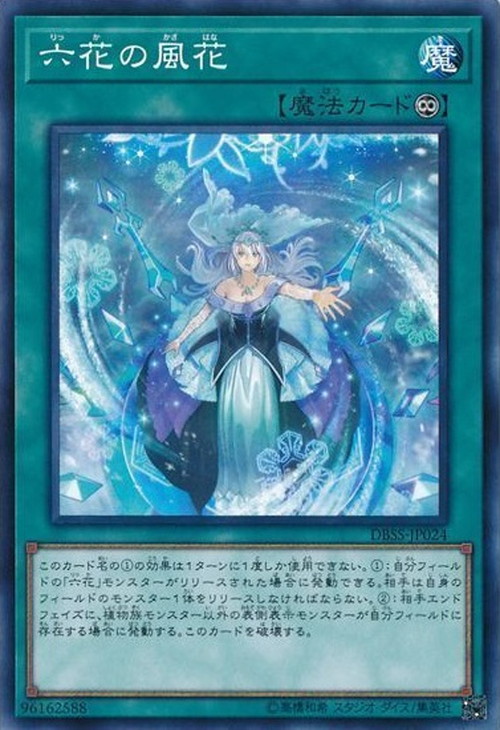 六花の風花
魔
【魔法カード】
DBSS-JP024
このカード名の①の効果は1ターンに1度しか使用できない。①：自分フィール
ドの「六花」モンスターがリリースされた場合に発動できる。相手は自身の
フィールドのモンスター1体をリリースしなければならない。②：相手エンド
フェイズに、植物族モンスター以外の表側表示モンスターが自分フィールドに
存在する場合に発動する。このカードを破壊する。
96162588
©高橋和希 スタジオ・ダイス/集英社